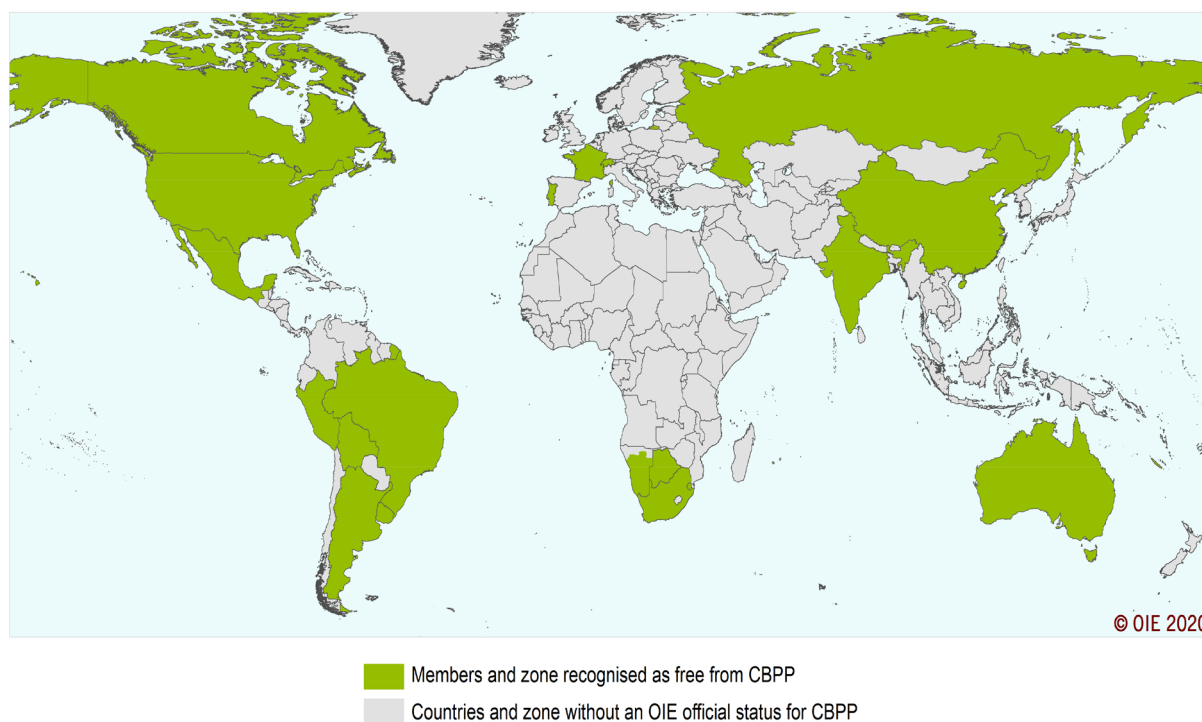 © OIE 2020
Members and zone recognised as free from CBPP
Countries and zone without an OIE official status for CBPP